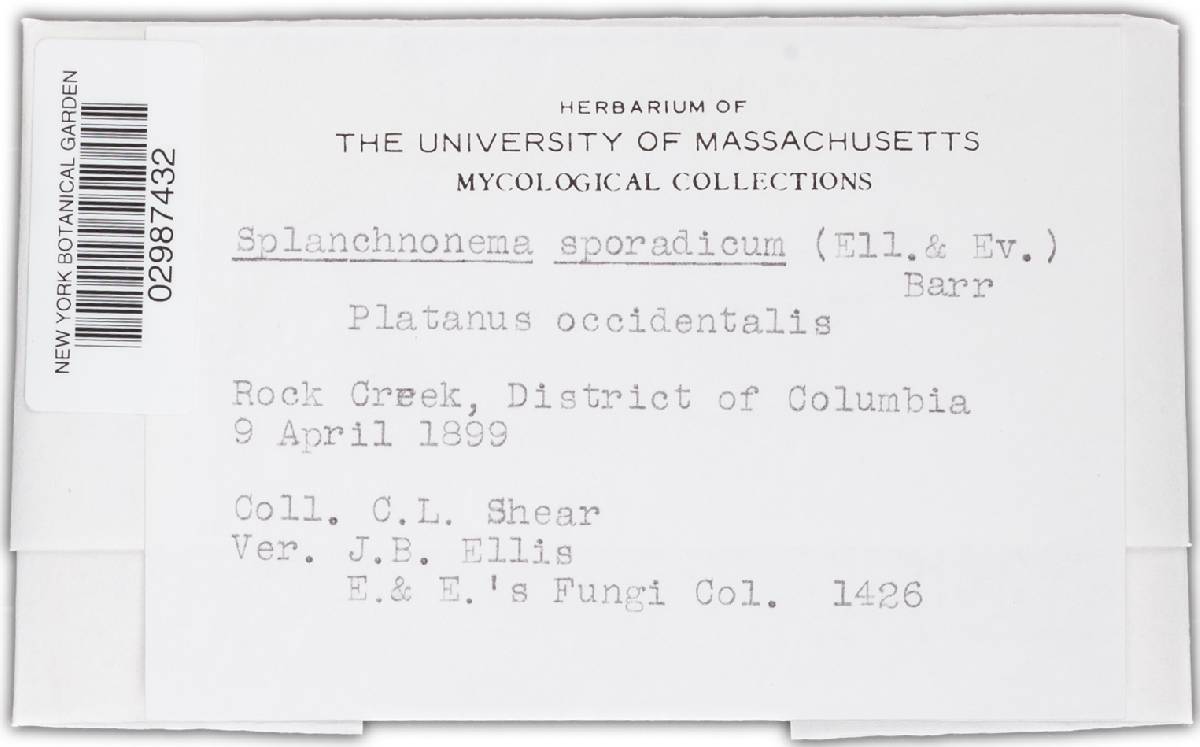 NEW YORK BOTANICAL GARDEN
02987432
HERBARIUM OF
THE UNIVERSITY OF MASSACHUSETTS
MYCOLOGICAL COLLECTIONS
Splanchnonema sporadicum (Ell.& Ev.)
Barr
Platanus occidentalis
Rock Creek, District of Columbia
9 April 1899
Coll. C.L. Shear
Ver. J.B. Ellis
E.& E.'s Fungi Col. 1426